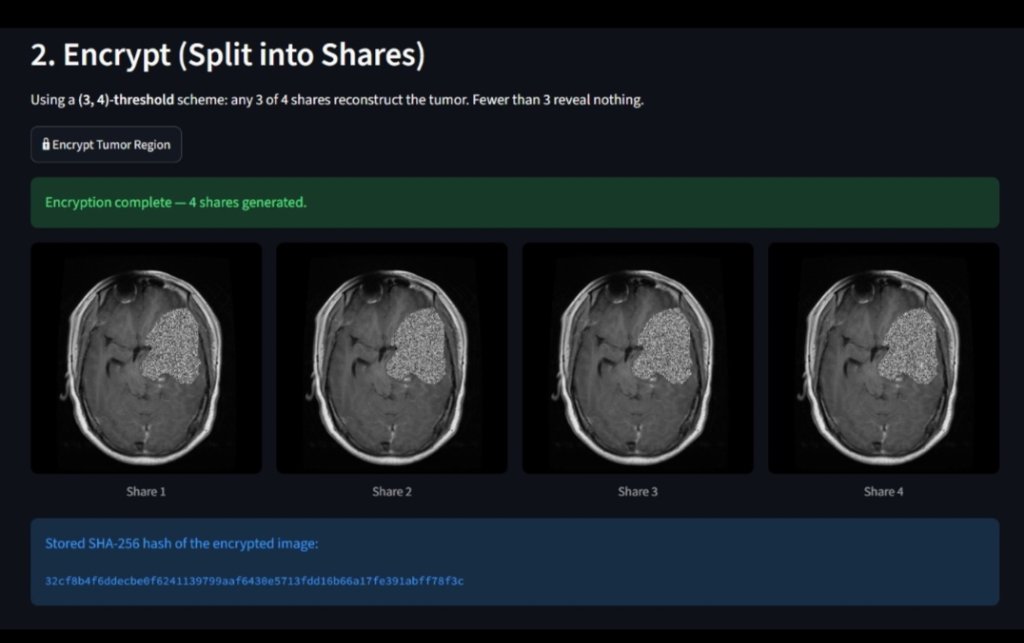 2. Encrypt (Split into Shares)
Using a (3, 4)-threshold scheme: any 3 of 4 shares reconstruct the tumor. Fewer than 3 reveal nothing.
Encrypt Tumor Region
Encryption complete — 4 shares generated.
Share 1
Share 2
Share 3
Share 4
Stored SHA-256 hash of the encrypted image:
32cf8b4f6ddecbe0f6241139799aaf6430e5713fdd16b66a17fe391abff78f3c